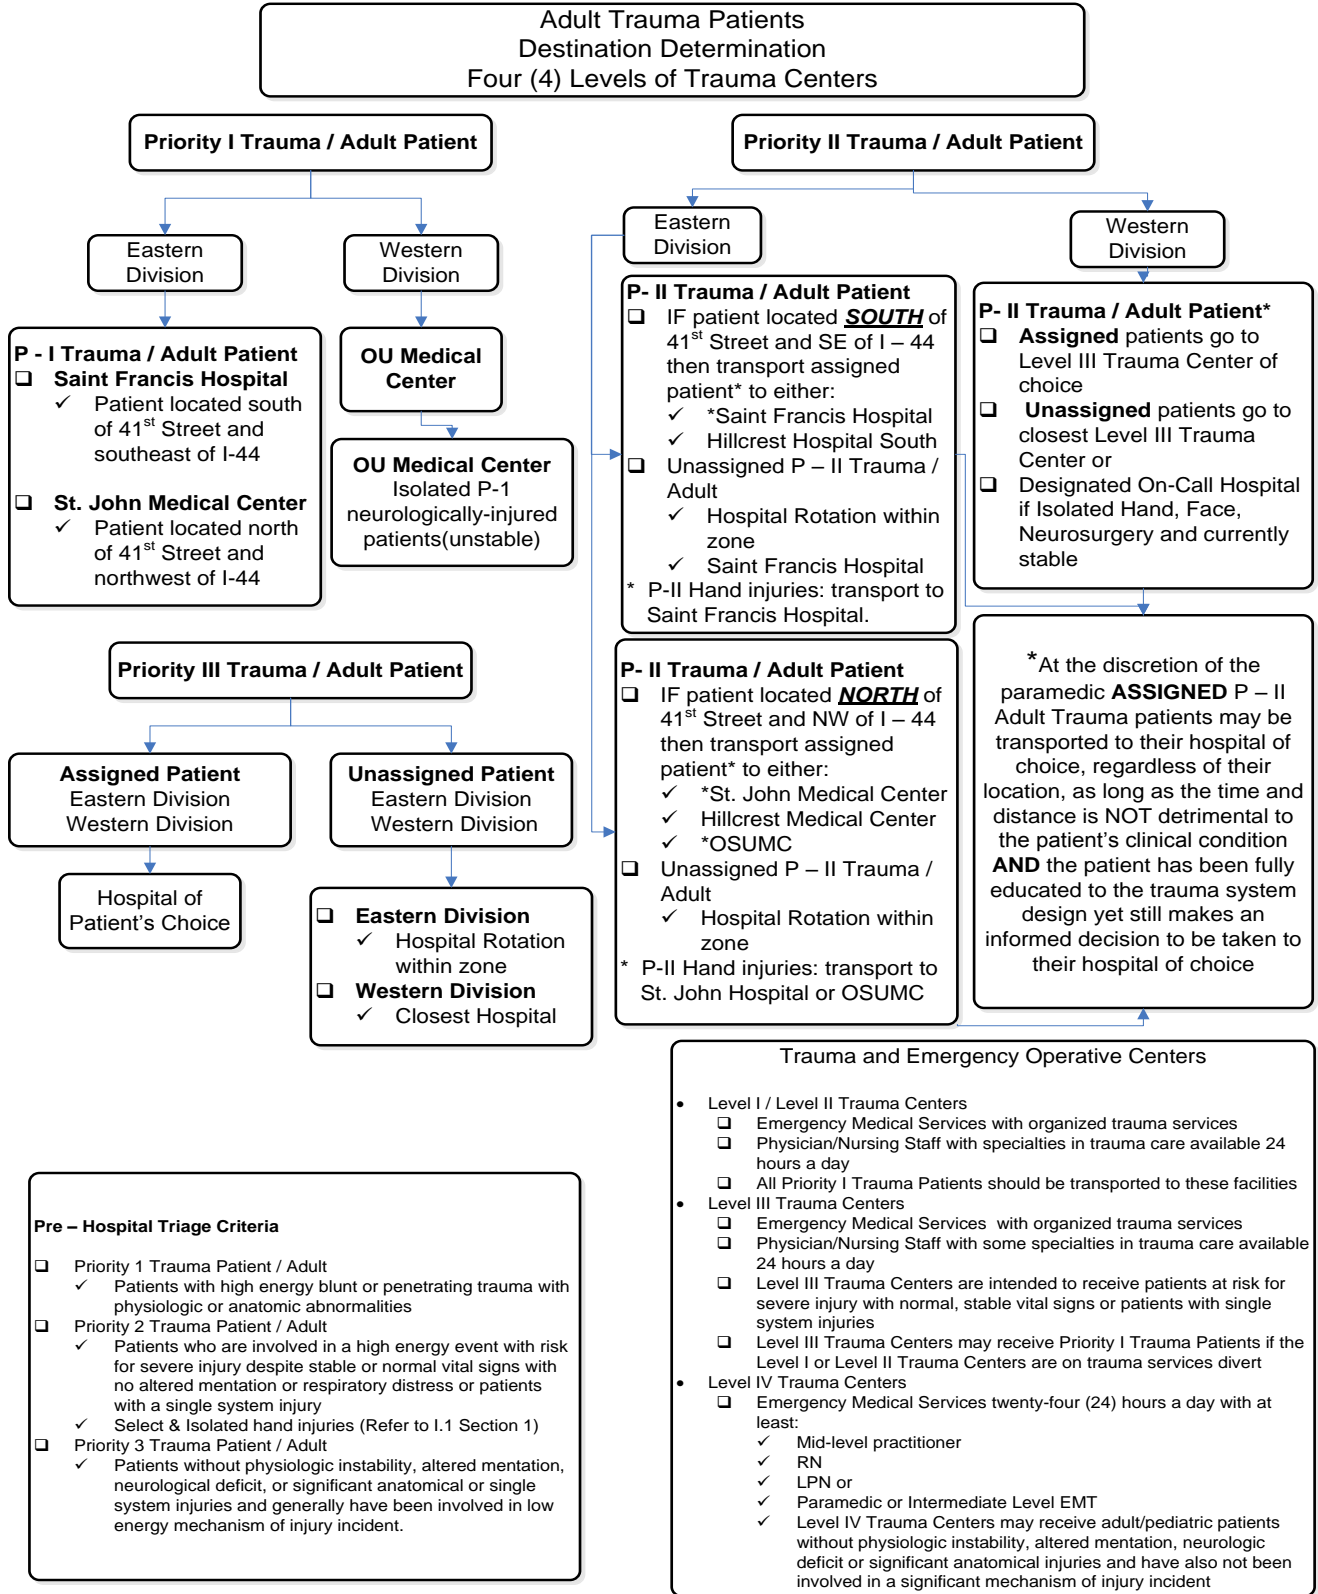 Adult Trauma Patients
Destination Determination
Four (4) Levels of Trauma Centers
Priority I Trauma / Adult Patient
Eastern
Division
Western
Division
P - I Trauma / Adult Patient
❑ Saint Francis Hospital
✓ Patient located south
of 41st Street and
southeast of I-44
❑ St. John Medical Center
✓ Patient located north
of 41st Street and
northwest of I-44
OU Medical
Center
OU Medical Center
Isolated P-1
neurologically-injured
patients(unstable)
Priority II Trauma / Adult Patient
Eastern
Division
Western
Division
P- II Trauma / Adult Patient
❑ IF patient located SOUTH of
41st Street and SE of I – 44
then transport assigned
patient* to either:
✓ *Saint Francis Hospital
✓ Hillcrest Hospital South
❑ Unassigned P – II Trauma /
Adult
✓ Hospital Rotation within
zone
✓ Saint Francis Hospital
* P-II Hand injuries: transport to
Saint Francis Hospital.
P- II Trauma / Adult Patient*
❑ Assigned patients go to
Level III Trauma Center of
choice
❑ Unassigned patients go to
closest Level III Trauma
Center or
❑ Designated On-Call Hospital
if Isolated Hand, Face,
Neurosurgery and currently
stable
P- II Trauma / Adult Patient
❑ IF patient located NORTH of
41st Street and NW of I – 44
then transport assigned
patient* to either:
✓ *St. John Medical Center
✓ Hillcrest Medical Center
✓ *OSUMC
❑ Unassigned P – II Trauma /
Adult
✓ Hospital Rotation within
zone
* P-II Hand injuries: transport to
St. John Hospital or OSUMC
*At the discretion of the
paramedic ASSIGNED P – II
Adult Trauma patients may be
transported to their hospital of
choice, regardless of their
location, as long as the time and
distance is NOT detrimental to
the patient's clinical condition
AND the patient has been fully
educated to the trauma system
design yet still makes an
informed decision to be taken to
their hospital of choice
Priority III Trauma / Adult Patient
Assigned Patient
Eastern Division
Western Division
Unassigned Patient
Eastern Division
Western Division
Hospital of
Patient's Choice
❑ Eastern Division
✓ Hospital Rotation
within zone
❑ Western Division
✓ Closest Hospital
Pre – Hospital Triage Criteria
❑ Priority 1 Trauma Patient / Adult
✓ Patients with high energy blunt or penetrating trauma with
physiologic or anatomic abnormalities
❑ Priority 2 Trauma Patient / Adult
✓ Patients who are involved in a high energy event with risk
for severe injury despite stable or normal vital signs with
no altered mentation or respiratory distress or patients
with a single system injury
✓ Select & Isolated hand injuries (Refer to I.1 Section 1)
❑ Priority 3 Trauma Patient / Adult
✓ Patients without physiologic instability, altered mentation,
neurological deficit, or significant anatomical or single
system injuries and generally have been involved in low
energy mechanism of injury incident.
Trauma and Emergency Operative Centers
• Level I / Level II Trauma Centers
❑ Emergency Medical Services with organized trauma services
❑ Physician/Nursing Staff with specialties in trauma care available 24
hours a day
❑ All Priority I Trauma Patients should be transported to these facilities
• Level III Trauma Centers
❑ Emergency Medical Services with organized trauma services
❑ Physician/Nursing Staff with some specialties in trauma care available
24 hours a day
❑ Level III Trauma Centers are intended to receive patients at risk for
severe injury with normal, stable vital signs or patients with single
system injuries
❑ Level III Trauma Centers may receive Priority I Trauma Patients if the
Level I or Level II Trauma Centers are on trauma services divert
• Level IV Trauma Centers
❑ Emergency Medical Services twenty-four (24) hours a day with at
least:
✓ Mid-level practitioner
✓ RN
✓ LPN or
✓ Paramedic or Intermediate Level EMT
✓ Level IV Trauma Centers may receive adult/pediatric patients
without physiologic instability, altered mentation, neurologic
deficit or significant anatomical injuries and have also not been
involved in a significant mechanism of injury incident